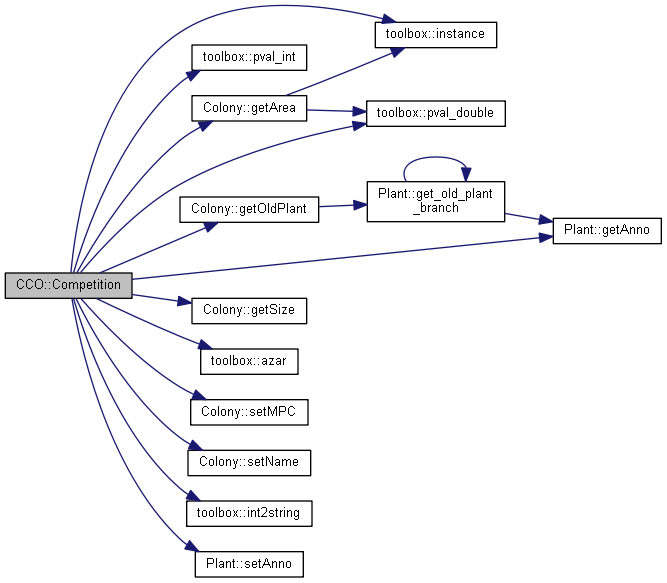 toolbox::instance
toolbox::pval_int
Colony::getArea
toolbox::pval_double
Plant::get_old_plant
_branch
Colony::getOldPlant
Plant::getAnno
CCO::Competition
Colony::getSize
toolbox::azar
Colony::setMPC
Colony::setName
toolbox::int2string
Plant::setAnno